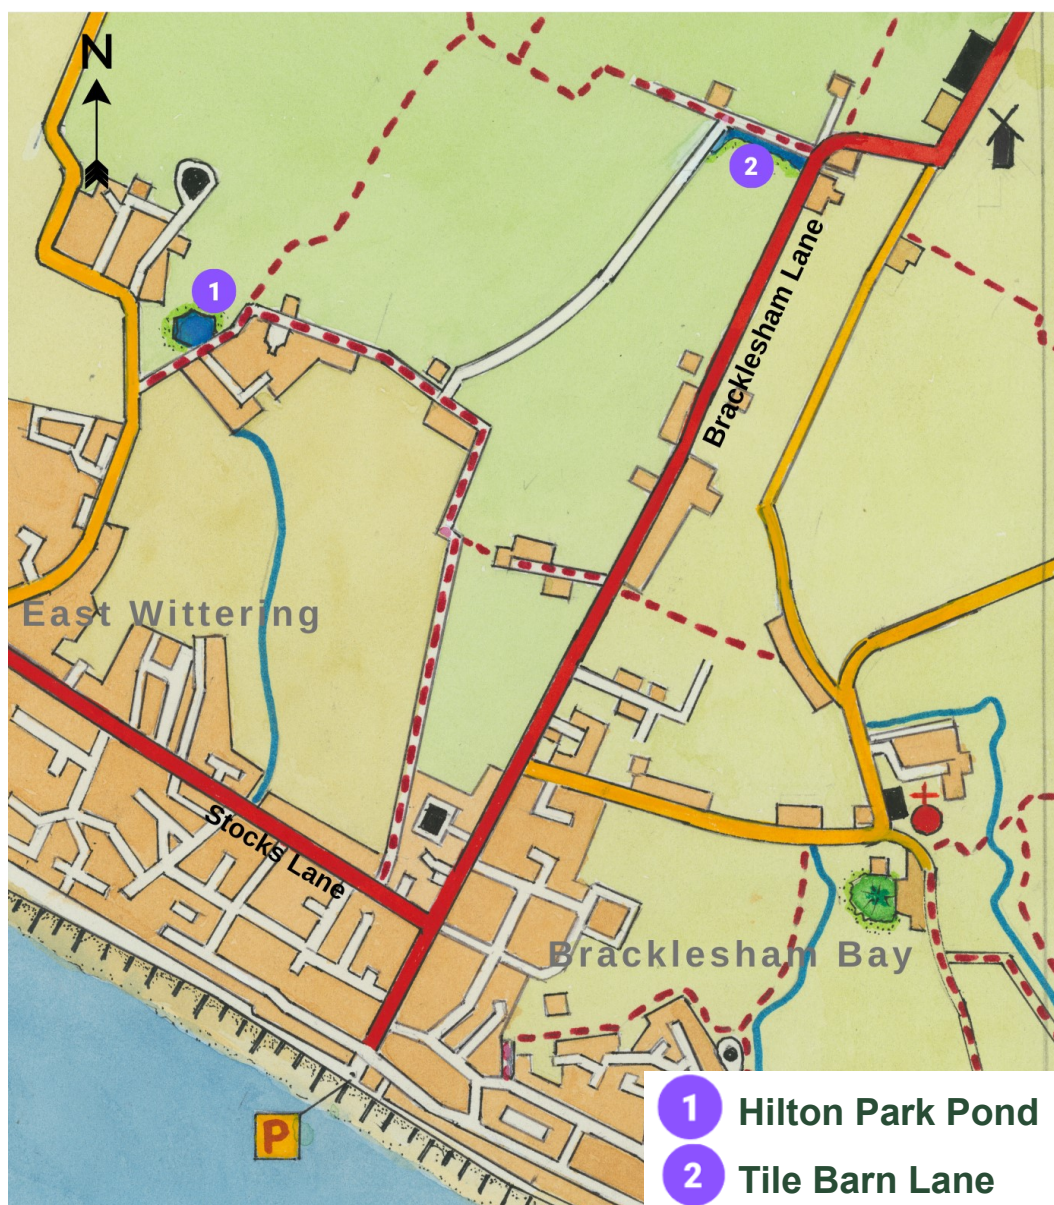 N
2
1
Bracklesham Lane
East Wittering
Stocks Lane
Bracklesham Bay
P
1 Hilton Park Pond
2 Tile Barn Lane